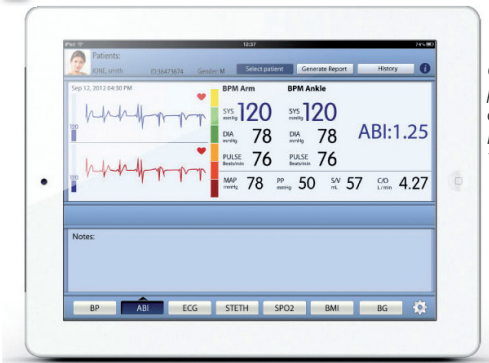 iPad 12:37 74%
Patients:
smith Gender: M Select patient Generate Report History i
Sep 12, 2012 04:50 PM BPM Arm BPM Ankle
SYS mmHg 120 SYS mmHg 120
120 DIA mmHg 78 DIA mmHg 78 ABI:1.25
PULSE Beats/min 76 PULSE Beats/min 76
120 MAP mmHg 78 PP mmHg 50 S/V mL 57 C/O L/min 4.27
Notes:
BP ABI ECG STETH SPO2 BMI BG